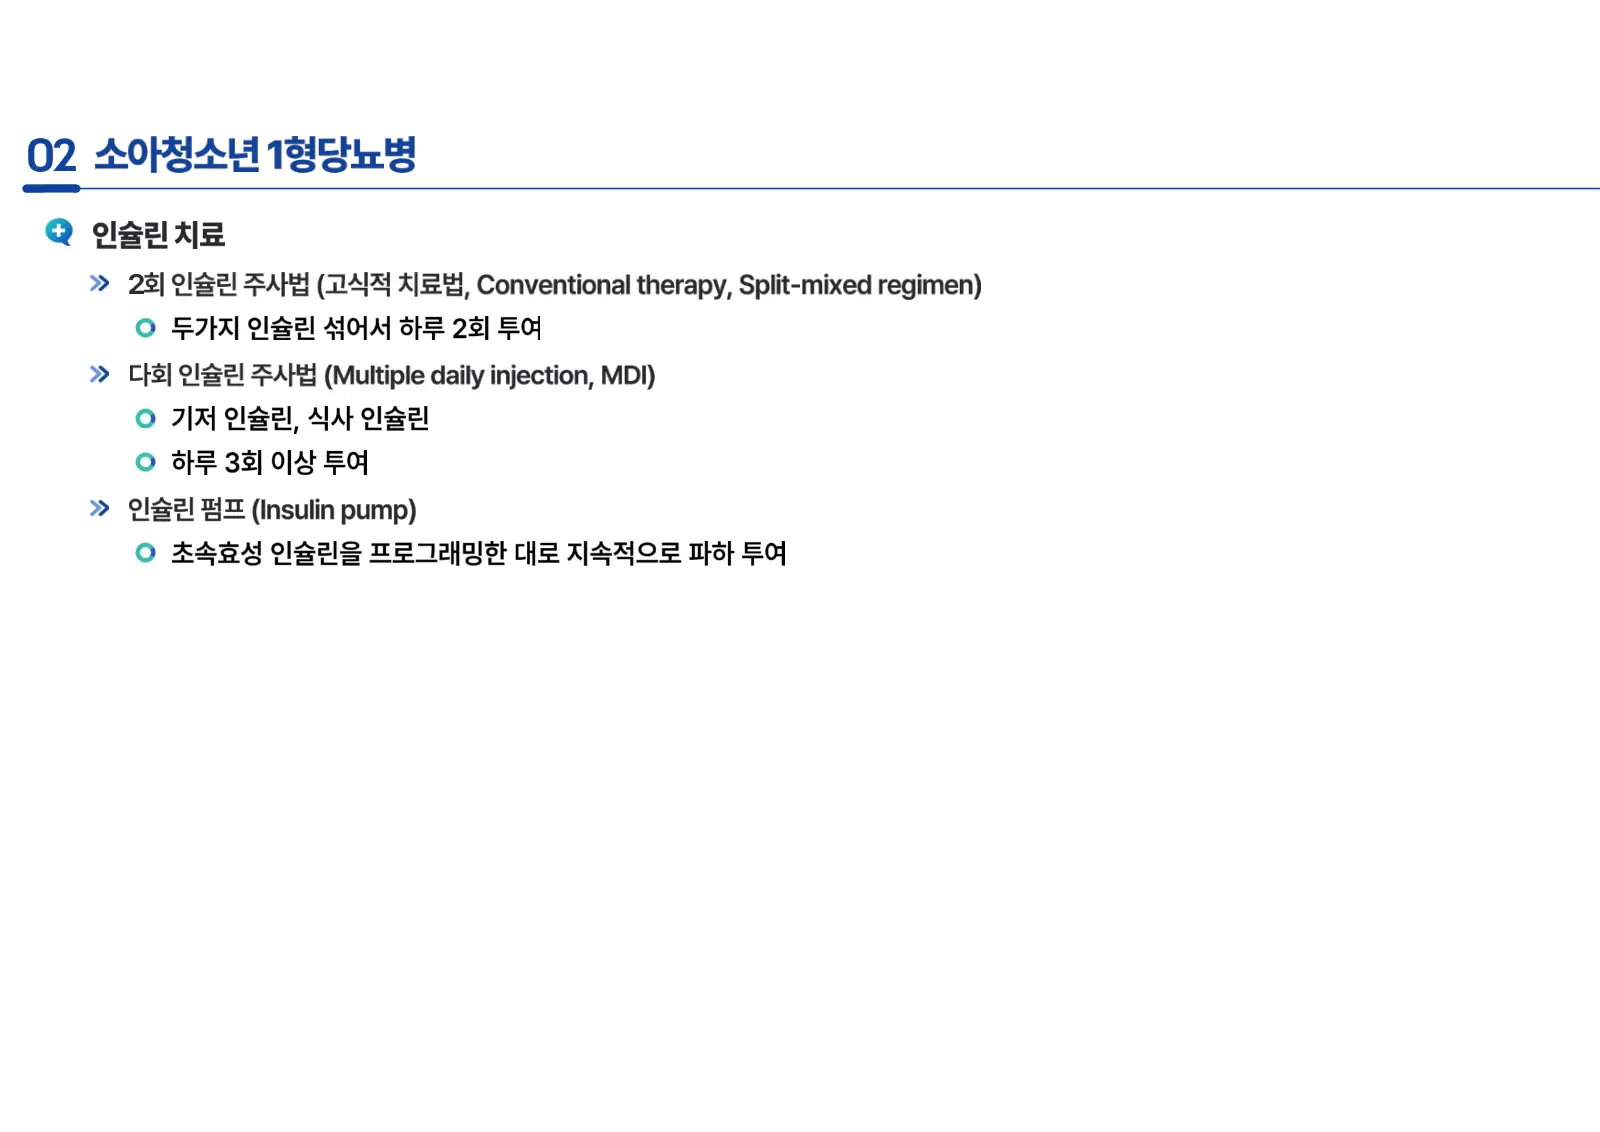 02 소아청소년 1형당뇨병
인슐린 치료
2회 인슐린 주사법 (고식적 치료법, Conventional therapy, Split-mixed regimen)
두가지 인슐린 섞어서 하루 2회 투여
다회 인슐린 주사법 (Multiple daily injection, MDI)
기저 인슐린, 식사 인슐린
하루 3회 이상 투여
인슐린 펌프 (Insulin pump)
초속효성 인슐린을 프로그래밍한 대로 지속적으로 파하 투여